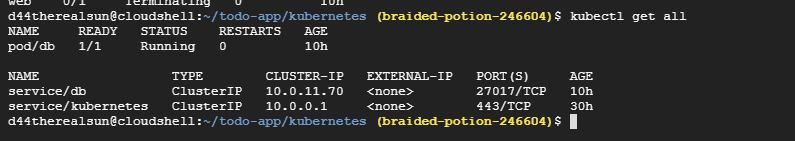 web 0/1 Terminating 0 10h
d44therealsun@cloudshell:~/todo-app/kubernetes (braided-potion-246604)$ kubectl get all
NAME READY STATUS RESTARTS AGE
pod/db 1/1 Running 0 10h
NAME TYPE CLUSTER-IP EXTERNAL-IP PORT(S) AGE
service/db ClusterIP 10.0.11.70 <none> 27017/TCP 10h
service/kubernetes ClusterIP 10.0.0.1 <none> 443/TCP 30h
d44therealsun@cloudshell:~/todo-app/kubernetes (braided-potion-246604)$